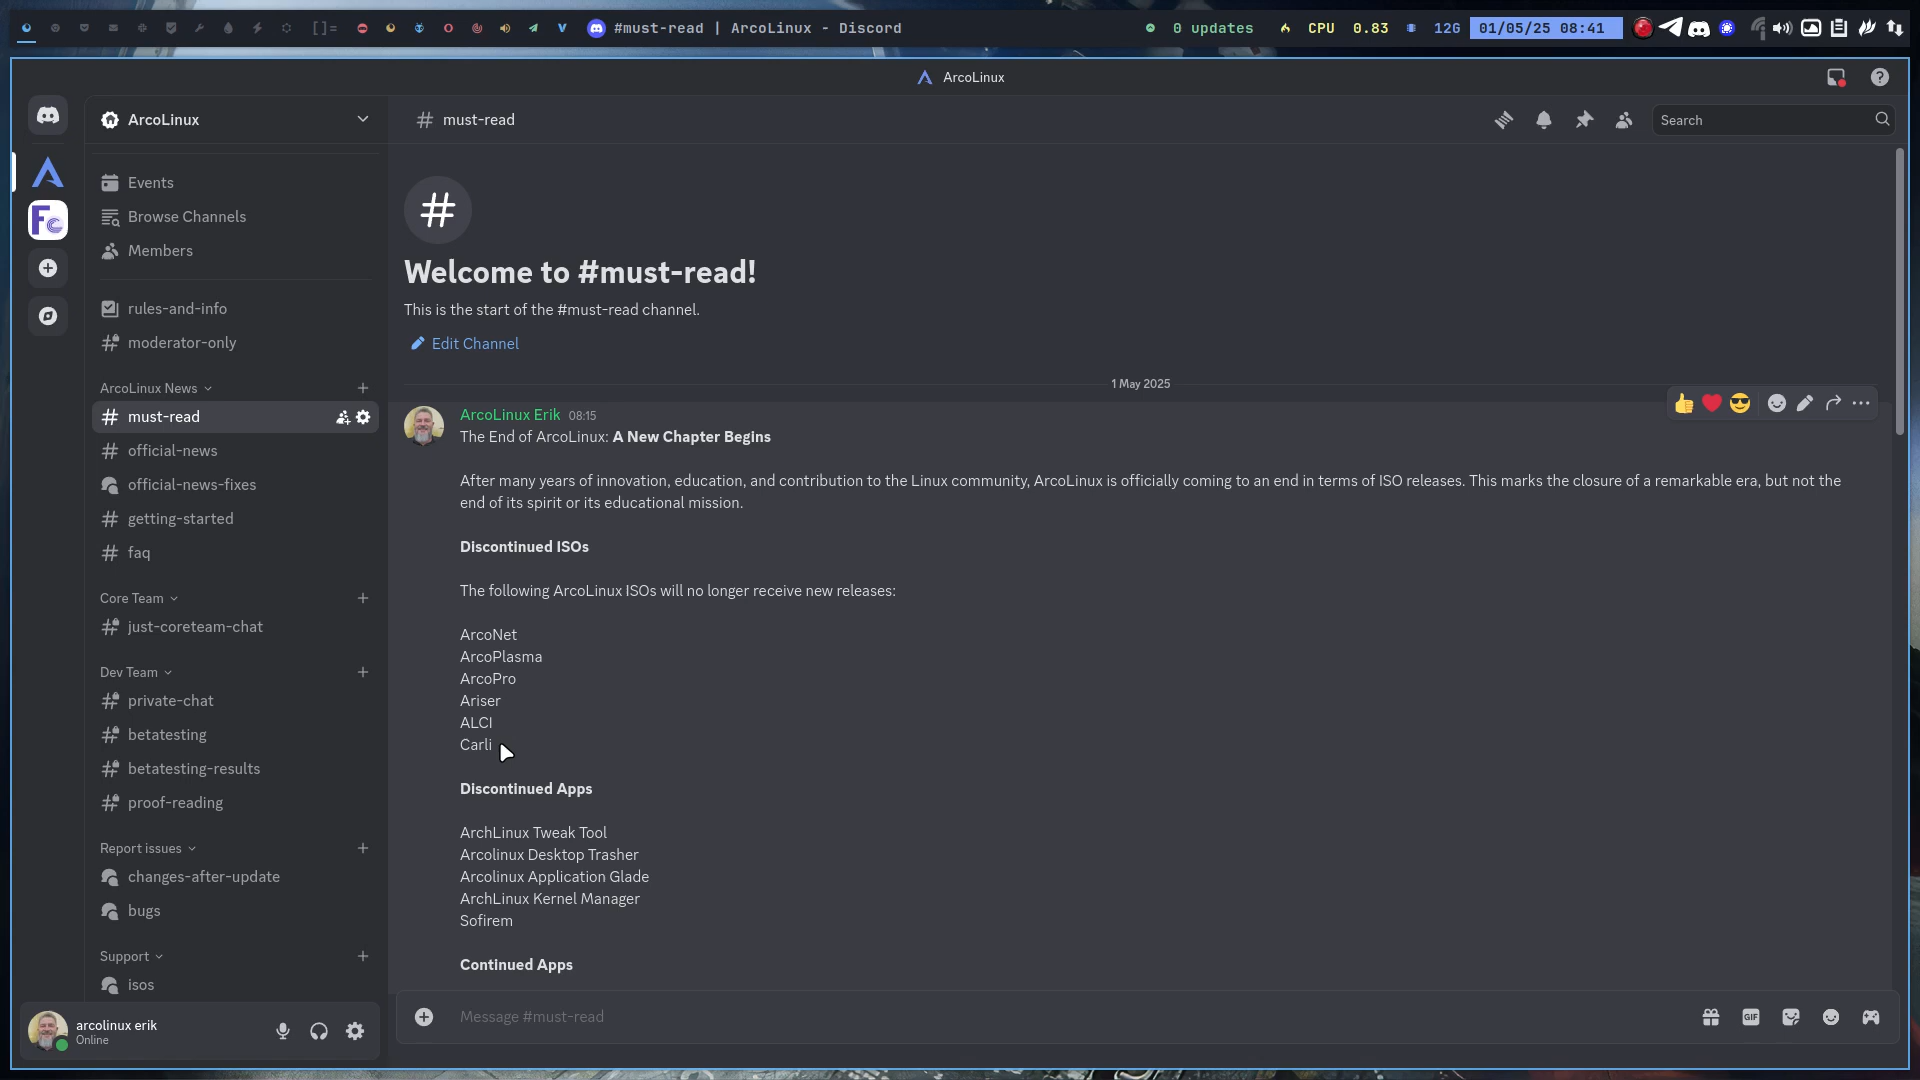 []=
#must-read | ArcoLinux - Discord
0 updates
CPU 0.83
12G
01/05/25 08:41
ArcoLinux
ArcoLinux
must-read
Search
Events
Browse Channels
Members
rules-and-info
moderator-only
ArcoLinux News
must-read
official-news
official-news-fixes
getting-started
faq
Core Team
just-coreteam-chat
Dev Team
private-chat
betatesting
betatesting-results
proof-reading
Report issues
changes-after-update
bugs
Support
isos
arcolinux erik
Online
Welcome to #must-read!
This is the start of the #must-read channel.
Edit Channel
1 May 2025
ArcoLinux Erik 08:15
The End of ArcoLinux: A New Chapter Begins
After many years of innovation, education, and contribution to the Linux community, ArcoLinux is officially coming to an end in terms of ISO releases. This marks the closure of a remarkable era, but not the
end of its spirit or its educational mission.
Discontinued ISOs
The following ArcoLinux ISOs will no longer receive new releases:
ArcoNet
ArcoPlasma
ArcoPro
Ariser
ALCI
Carli
Discontinued Apps
ArchLinux Tweak Tool
Arcolinux Desktop Trasher
Arcolinux Application Glade
ArchLinux Kernel Manager
Sofirem
Continued Apps
Message #must-read
GIF